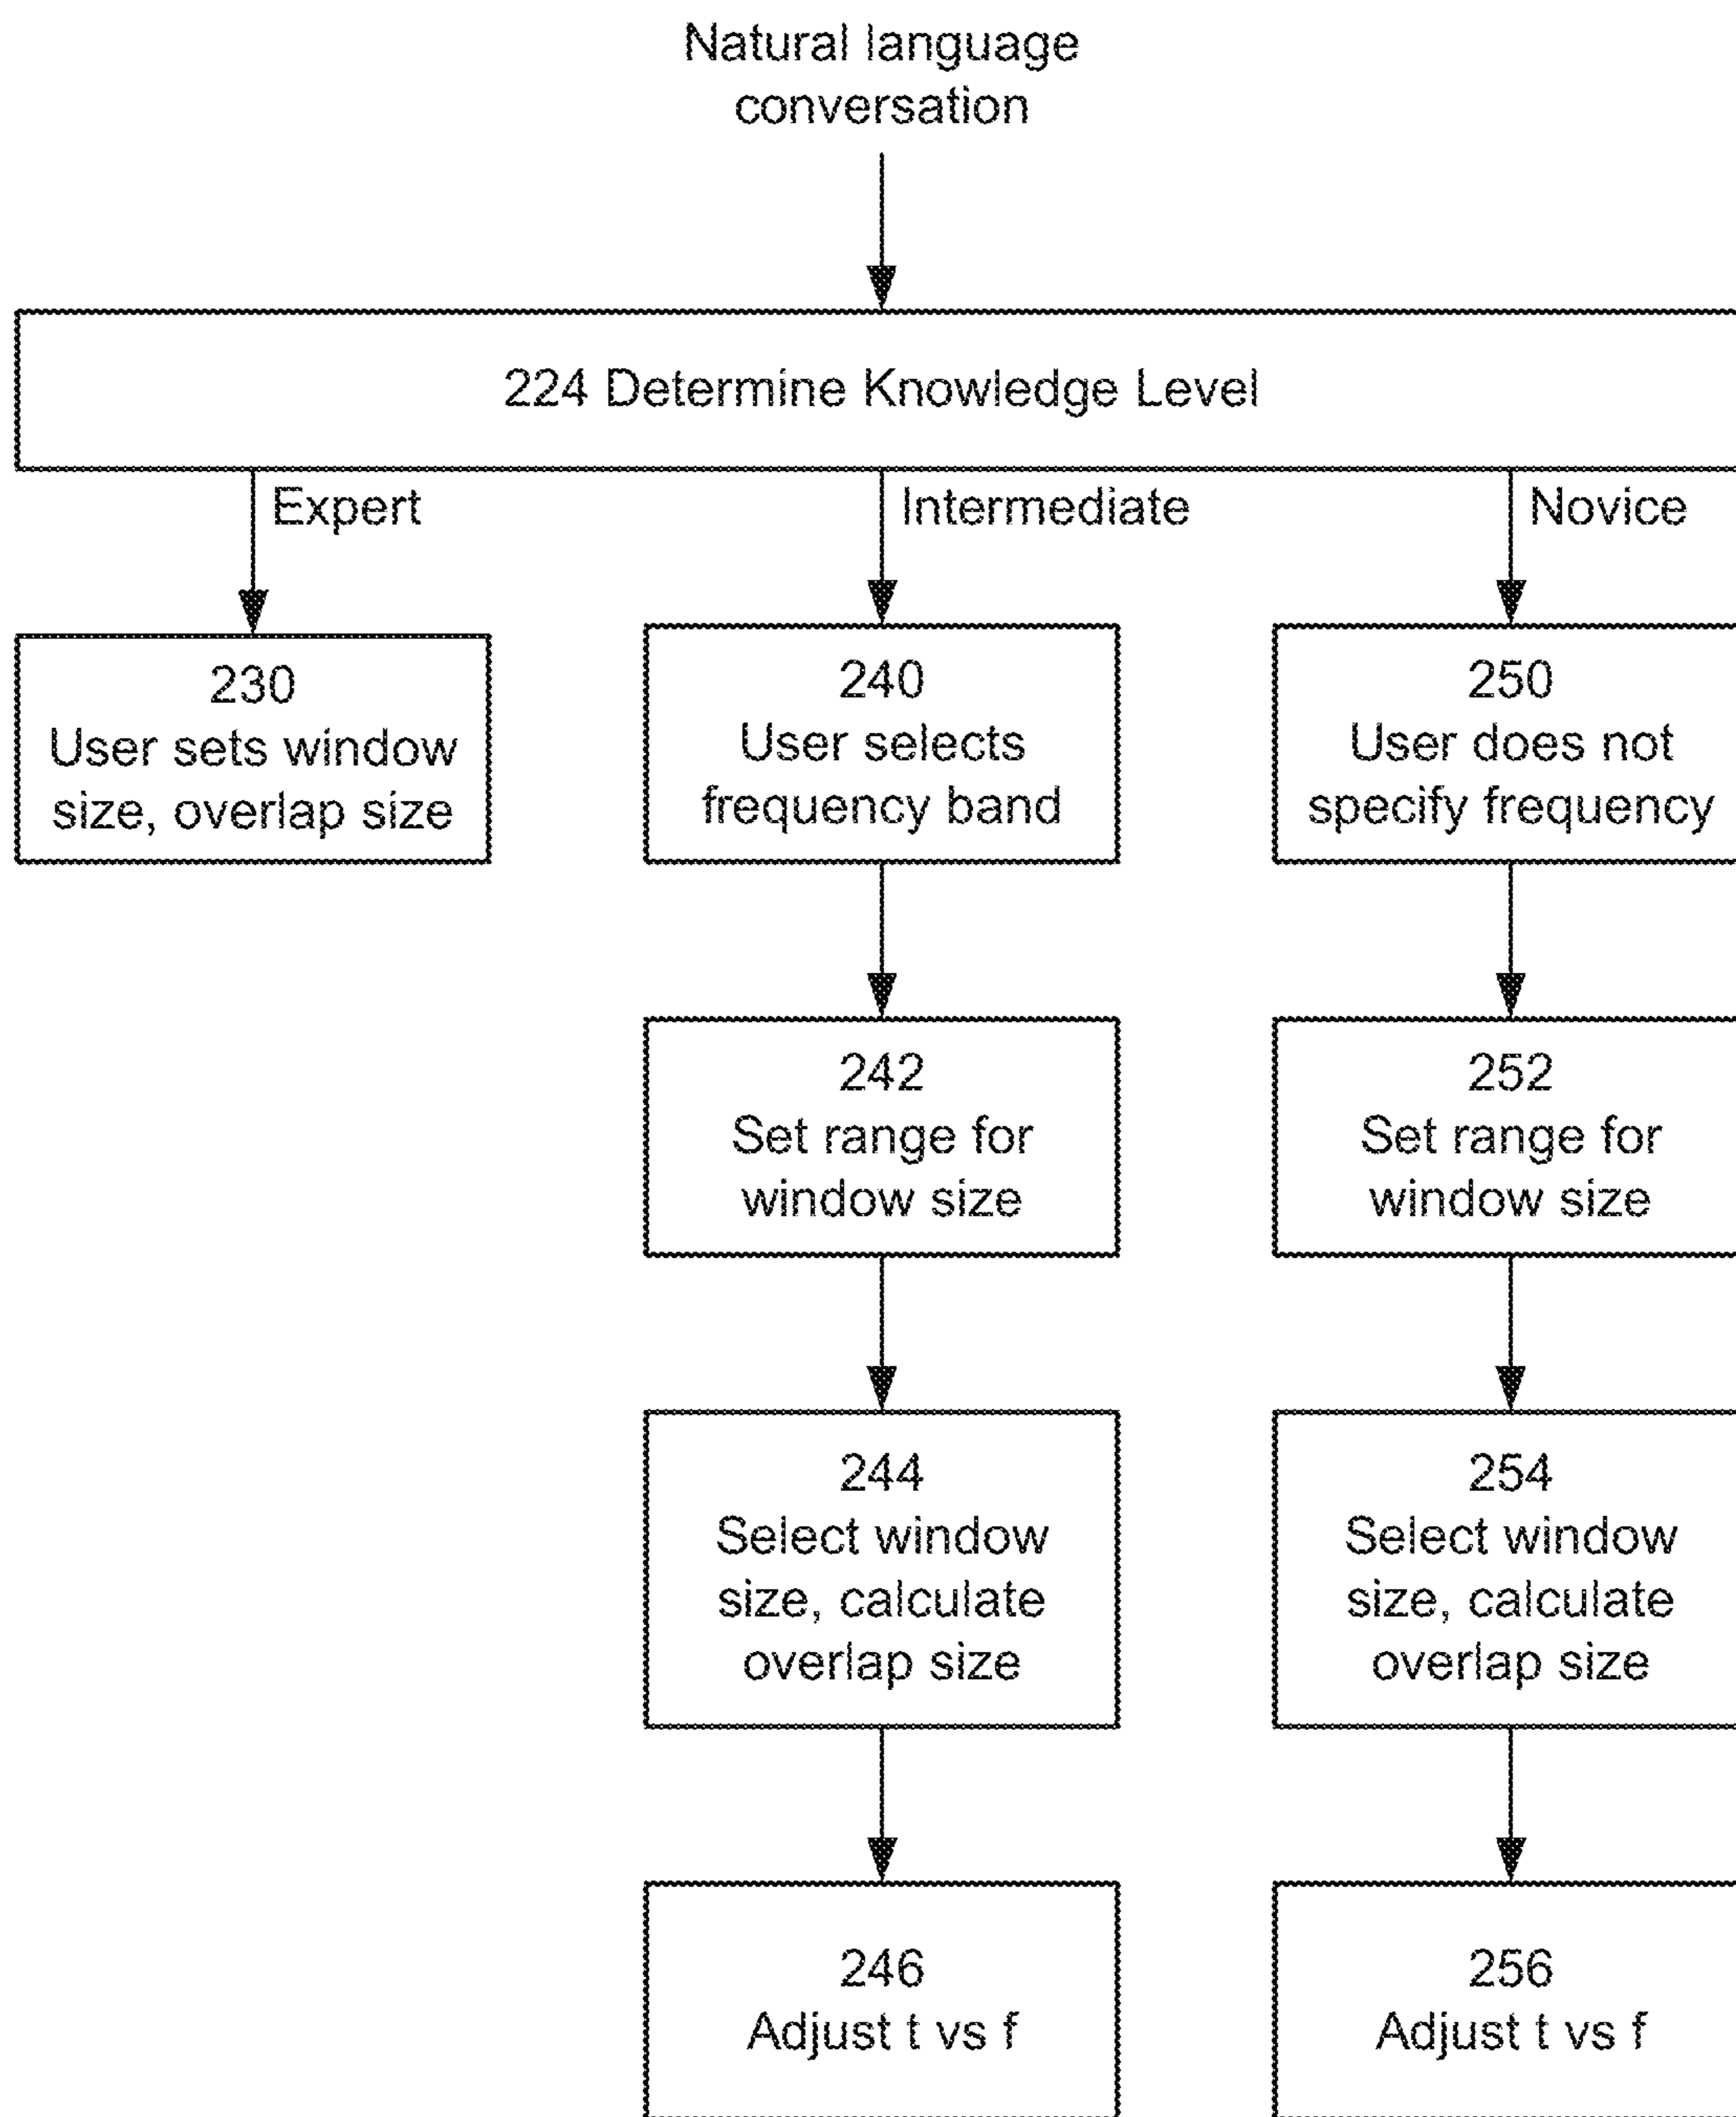 Natural language
conversation
224 Determine Knowledge Level
Expert
Intermediate
Novice
230
User sets window
size, overlap size
240
User selects
frequency band
250
User does not
specify frequency
242
Set range for
window size
252
Set range for
window size
244
Select window
size, calculate
overlap size
254
Select window
size, calculate
overlap size
246
Adjust t vs f
256
Adjust t vs f